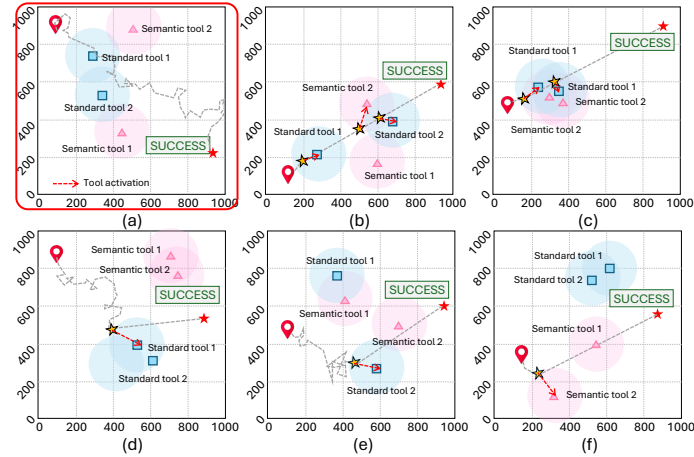 1000
800
600
400
200
0
0 200 400 600 800 1000
Semantic tool 2
Standard tool 1
Standard tool 2
Semantic tool 1
SUCCESS
Tool activation
(a)
1000
800
600
400
200
0
0 200 400 600 800 1000
SUCCESS
Semantic tool 2
Standard tool 1
Standard tool 2
Semantic tool 1
(b)
1000
800
600
400
200
0
0 200 400 600 800 1000
SUCCESS
Standard tool 1
Standard tool 2
Semantic tool 2
Semantic tool 1
(c)
1000
800
600
400
200
0
0 200 400 600 800 1000
Semantic tool 1
Semantic tool 2
SUCCESS
Standard tool 1
Standard tool 2
(d)
1000
800
600
400
200
0
0 200 400 600 800 1000
Standard tool 1
SUCCESS
Semantic tool 1
Semantic tool 2
Standard tool 2
(e)
1000
800
600
400
200
0
0 200 400 600 800 1000
Standard tool 1
Standard tool 2
SUCCESS
Semantic tool 1
Semantic tool 2
(f)